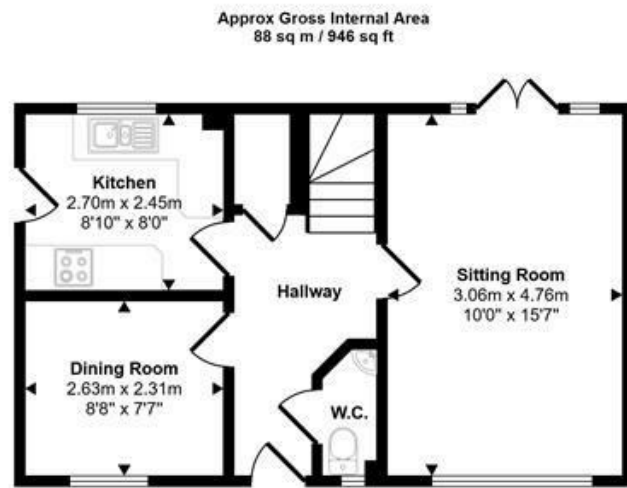 Approx Gross Internal Area
88 sq m / 946 sq ft
Kitchen
2.70m x 2.45m
8'10" x 8'0"
Hallway
Sitting Room
3.06m x 4.76m
10'0" x 15'7"
Dining Room
2.63m x 2.31m
8'8" x 7'7"
W.C.